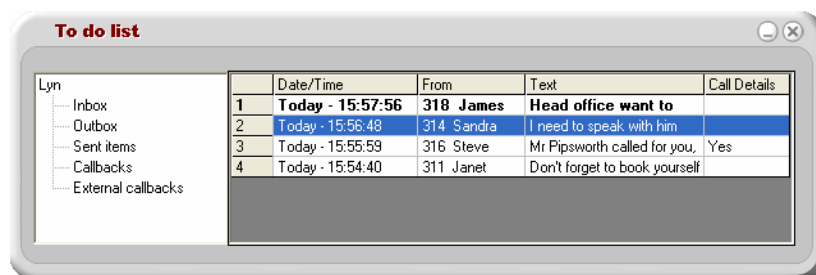 To do list
Lyn
Inbox
Outbox
Sent items
Callbacks
External callbacks
Date/Time From Text Call Details
1 Today - 15:57:56 318 James Head office want to
2 Today - 15:56:48 314 Sandra I need to speak with him
3 Today - 15:55:59 316 Steve Mr Pipsworth called for you, Yes
4 Today - 15:54:40 311 Janet Don't forget to book yourself